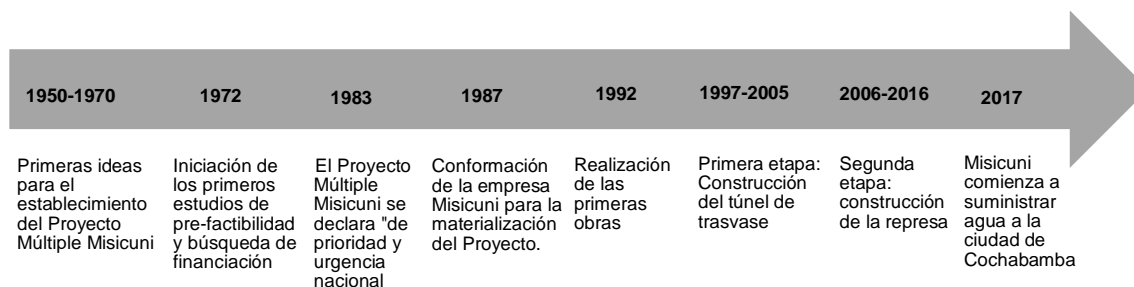 1950-1970
1972
1983
1987
1992
1997-2005
2006-2016
2017
Primeras ideas
para el
establecimiento
del Proyecto
Múltiple Misicuni
Iniciación de
los primeros
estudios de
pre-factibilidad
y búsqueda de
financiación
El Proyecto
Múltiple
Misicuni se
declara "de
prioridad y
urgencia
nacional
Conformación
de la empresa
Misicuni para la
materialización
del Proyecto.
Realización
de las
primeras
obras
Primera etapa:
Construcción
del túnel de
trasvase
Segunda
etapa:
construcción
de la represa
Misicuni
comienza a
suministrar
agua a la
ciudad de
Cochabamba